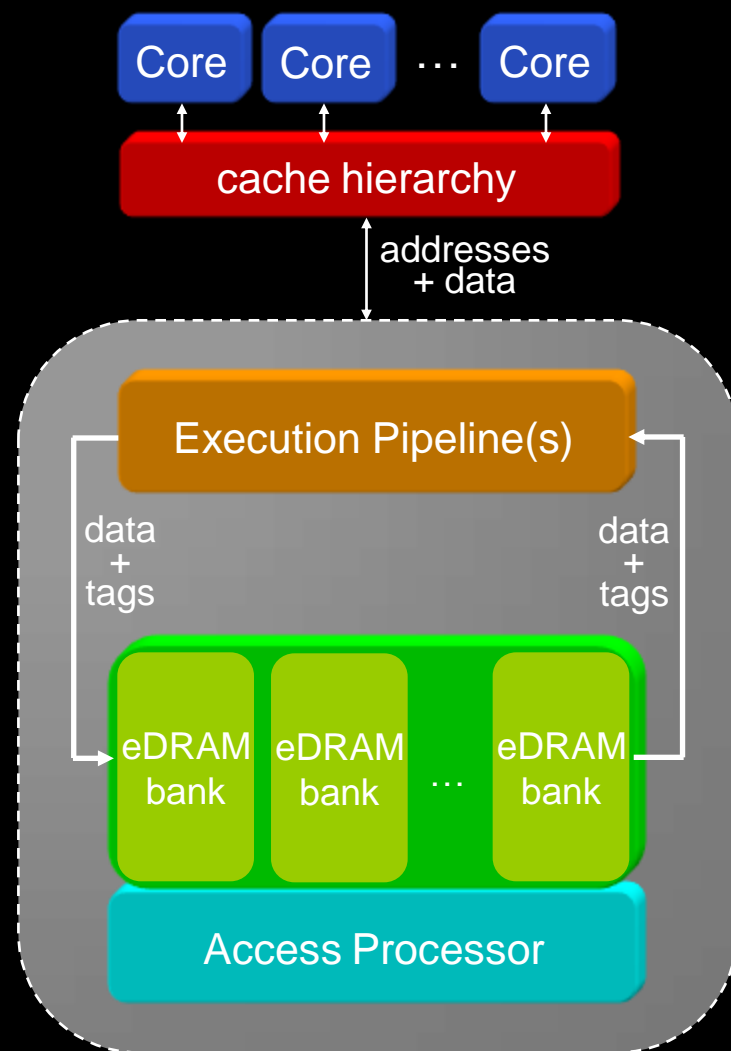 Core Core ... Core
cache hierarchy
addresses
+ data
Execution Pipeline(s)
data
+
tags
data
+
tags
eDRAM
bank
eDRAM
bank
...
eDRAM
bank
Access Processor